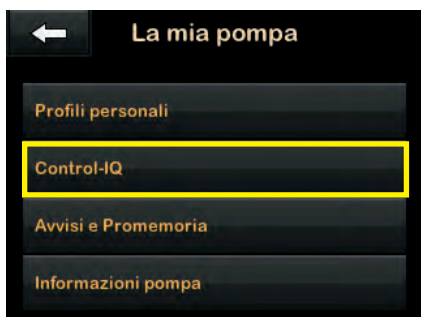 La mia pompa
Profili personali
Control-IQ
Avvisi e Promemoria
Informazioni pompa